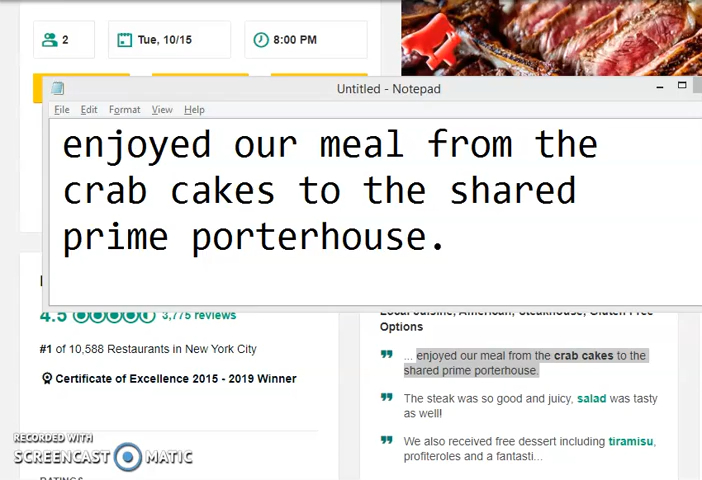 2
Tue, 10/15
8:00 PM
Untitled - Notepad
File Edit Format View Help
enjoyed our meal from the
crab cakes to the shared
prime porterhouse.
4.5 3,775 reviews
#1 of 10,588 Restaurants in New York City
Certificate of Excellence 2015 - 2019 Winner
RATINGS
Local cuisine, American, Steakhouse, Gluten Free
Options
... enjoyed our meal from the crab cakes to the
shared prime porterhouse.
The steak was so good and juicy, salad was tasty
as well!
We also received free dessert including tiramisu,
profiteroles and a fantasti...
RECORDED WITH
SCREENCAST MATIC